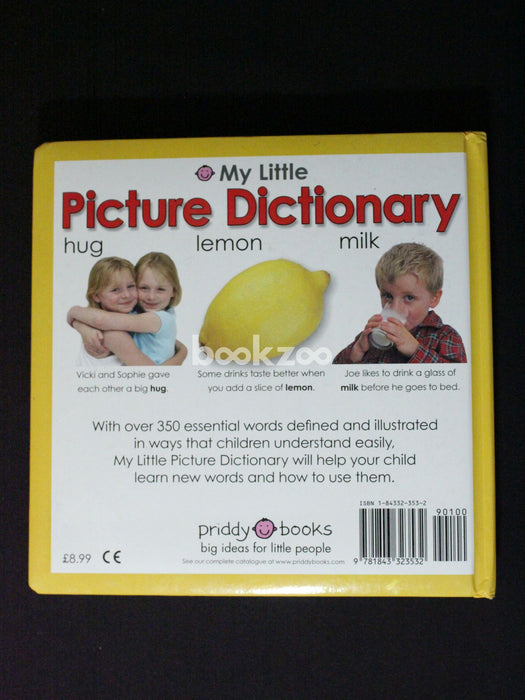 My Little
Picture Dictionary
hug lemon milk
bookzoo
Vicki and Sophie gave
each other a big hug.
Some drinks taste better when
you add a slice of lemon.
Joe likes to drink a glass of
milk before he goes to bed.
With over 350 essential words defined and illustrated
in ways that children understand easily,
My Little Picture Dictionary will help your child
learn new words and how to use them.
ISBN 1-84332-353-2
90100
9 781843 323532
priddy books
big ideas for little people
See our complete catalogue at www.priddybooks.com
£8.99 CE